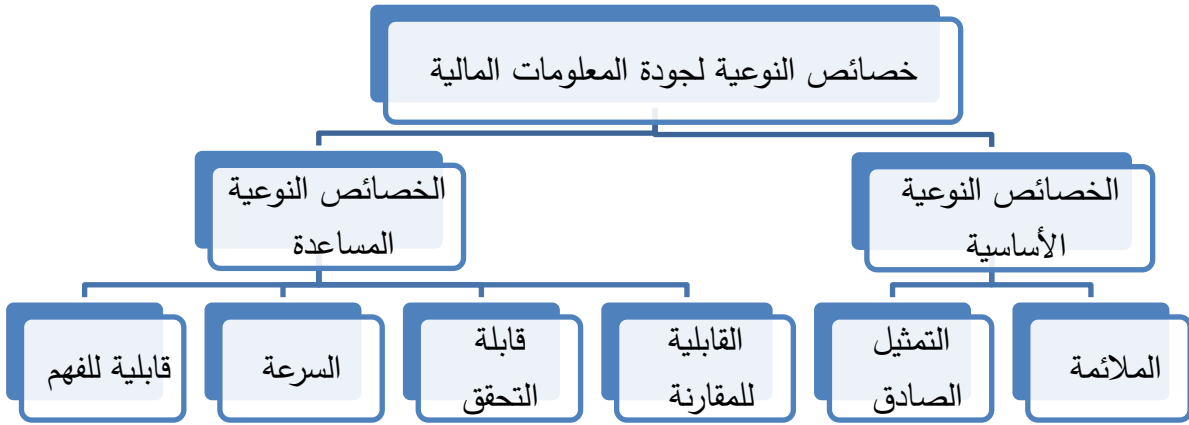 خصائص النوعية لجودة المعلومات المالية
الخصائص النوعية
الأساسية
الخصائص النوعية
المساعدة
الملائمة
التمثيل
الصادق
القابلية
للمقارنة
قابلة
التحقق
السرعة
قابلية للفهم